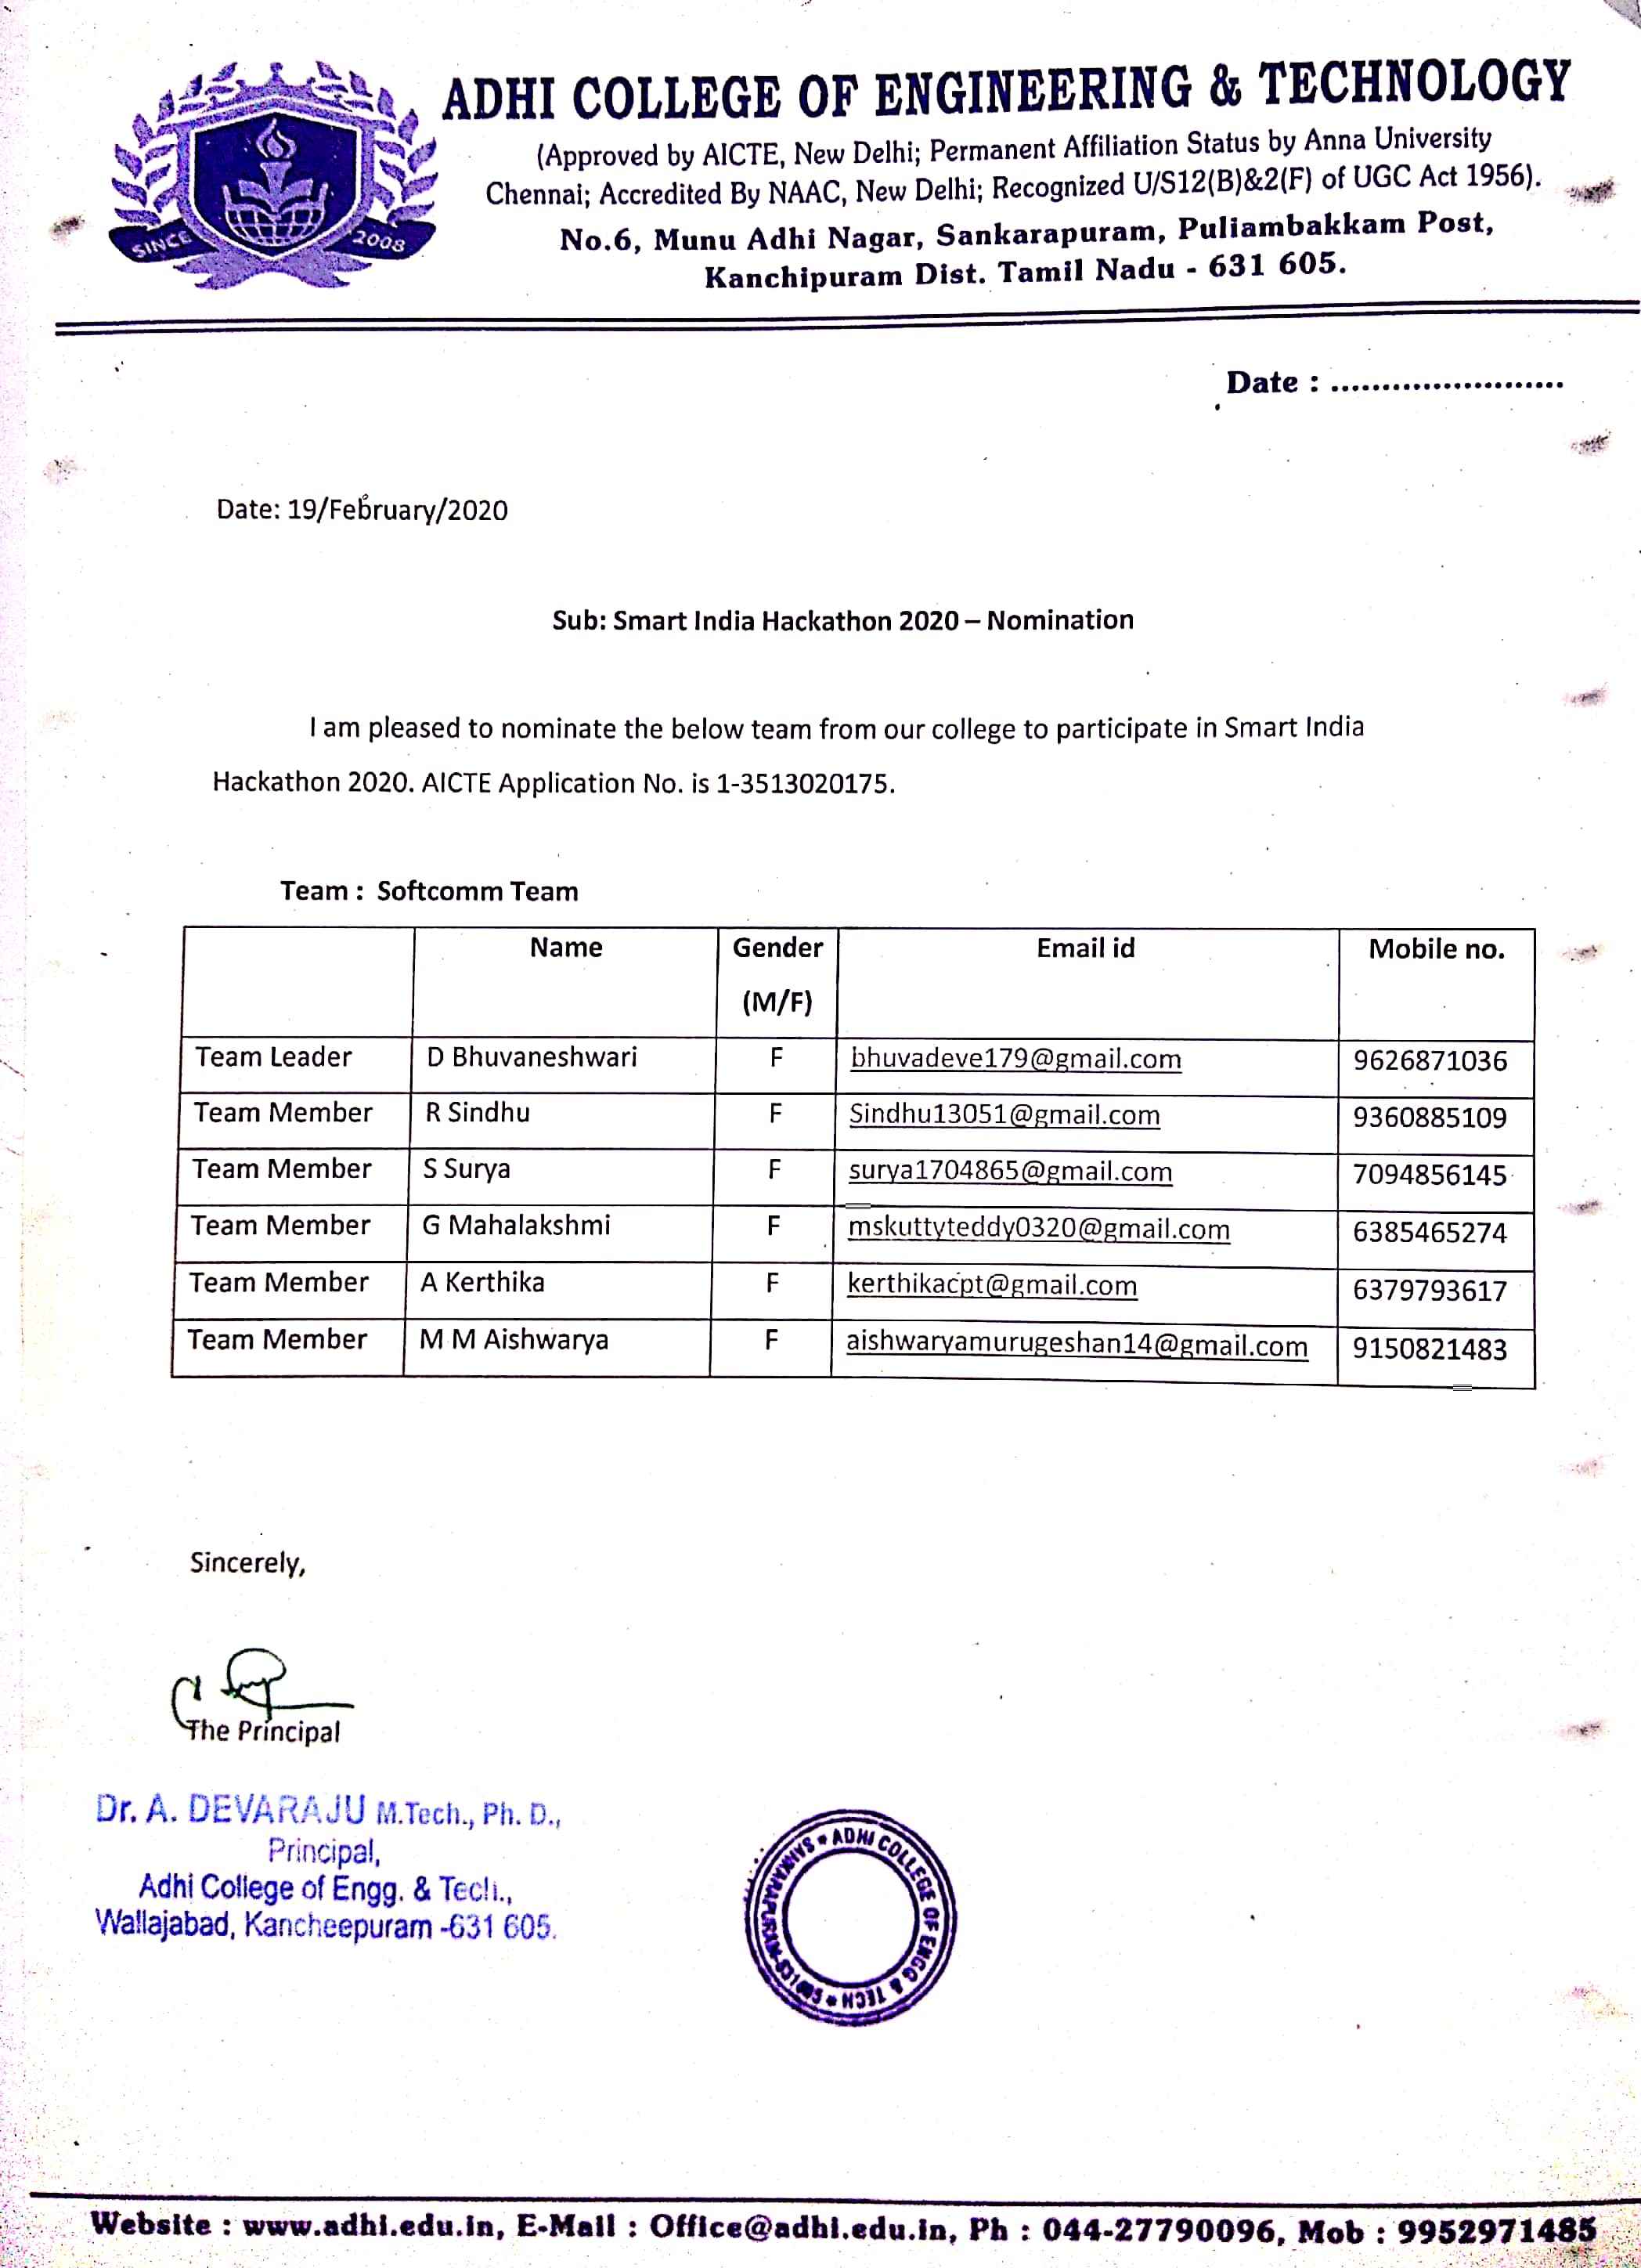 ADHI COLLEGE OF ENGINEERING & TECHNOLOGY
(Approved by AICTE, New Delhi; Permanent Affiliation Status by Anna University
Chennai; Accredited By NAAC, New Delhi; Recognized U/S12(B)&2(F) of UGC Act 1956).
No.6, Munu Adhi Nagar, Sankarapuram, Puliambakkam Post,
Kanchipuram Dist. Tamil Nadu - 631 605.
SINCE 2008
Date : ........................
Date: 19/February/2020
Sub: Smart India Hackathon 2020 – Nomination
I am pleased to nominate the below team from our college to participate in Smart India
Hackathon 2020. AICTE Application No. is 1-3513020175.
Team : Softcomm Team
Name Gender (M/F) Email id Mobile no.
Team Leader D Bhuvaneshwari F bhuvadeve179@gmail.com 9626871036
Team Member R Sindhu F Sindhu13051@gmail.com 9360885109
Team Member S Surya F surya1704865@gmail.com 7094856145
Team Member G Mahalakshmi F mskuttyteddy0320@gmail.com 6385465274
Team Member A Kerthika F kerthikacpt@gmail.com 6379793617
Team Member M M Aishwarya F aishwaryamurugeshan14@gmail.com 9150821483
Sincerely,
The Principal
Dr. A. DEVARAJU M.Tech., Ph. D.,
Principal,
Adhi College of Engg. & Tech.,
Wallajabad, Kancheepuram -631 605.
ADHI COLLEGE OF ENGG & TECH
Website : www.adhi.edu.in, E-Mail : Office@adhi.edu.in, Ph : 044-27790096, Mob : 9952971485